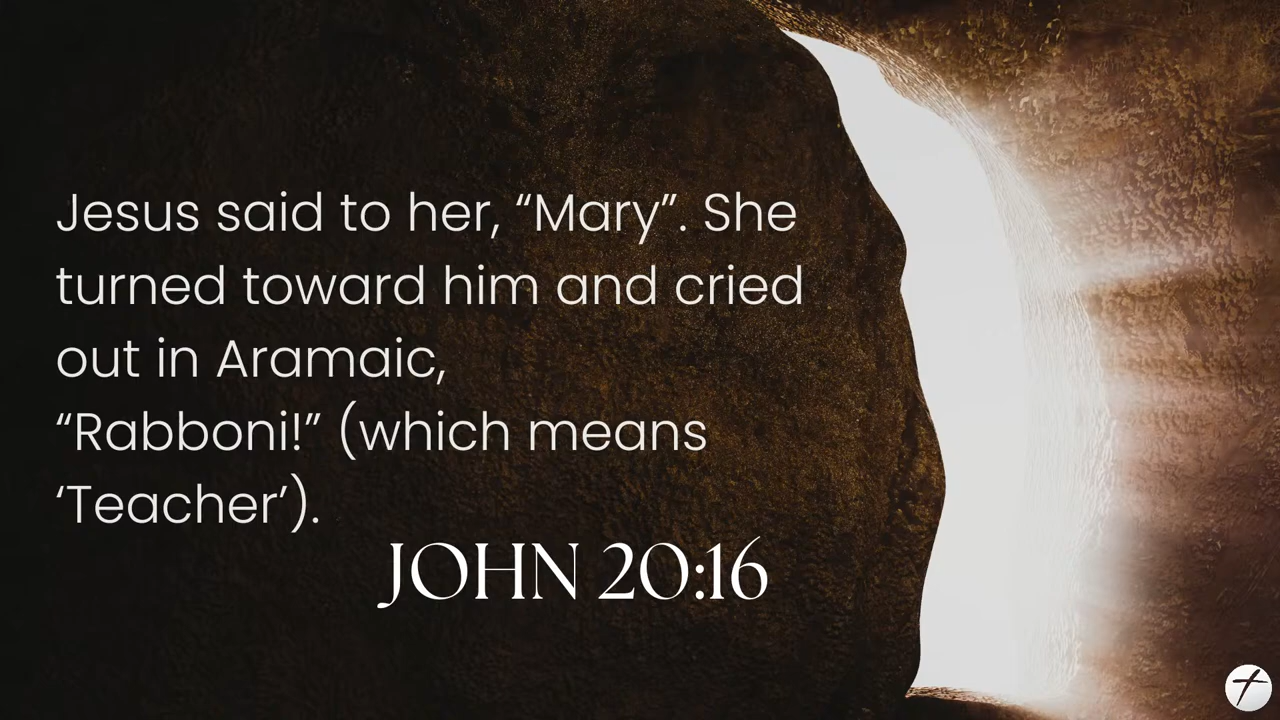 Jesus said to her, “Mary”. She
turned toward him and cried
out in Aramaic,
“Rabboni!” (which means
‘Teacher’).
JOHN 20:16